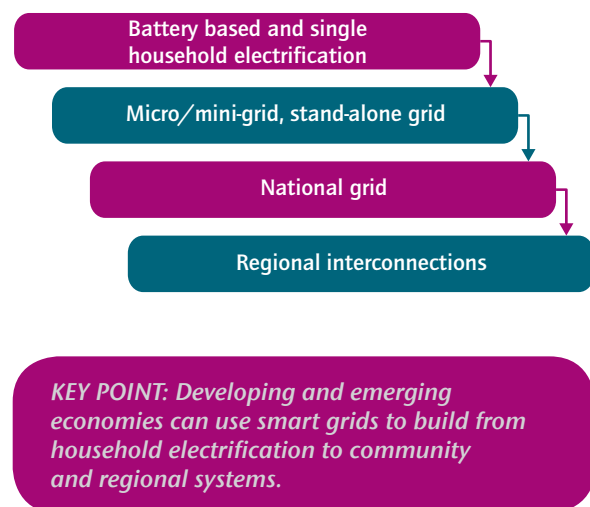 Battery based and single
household electrification
Micro/mini-grid, stand-alone grid
National grid
Regional interconnections
KEY POINT: Developing and emerging
economies can use smart grids to build from
household electrification to community
and regional systems.